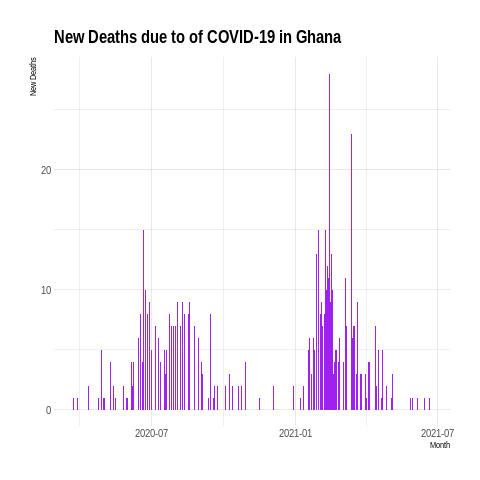 New Deaths due to of COVID-19 in Ghana
New Deaths
20
10
0
2020-07
2021-01
2021-07
Month